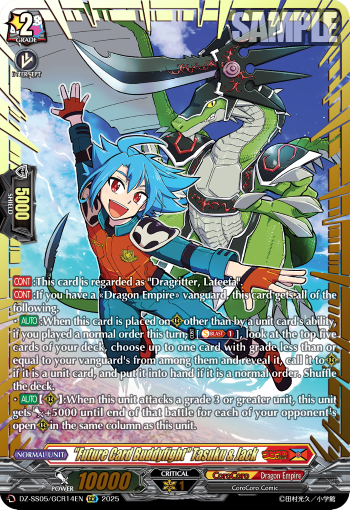 SAMPLE
2
GRADE
INTERCEPT
5000
SHIELD
CONT:This card is regarded as "Dragritter, Lateefa".
CONT:If you have a «Dragon Empire» vanguard, this card gets all of the
following.
・AUTO:When this card is placed on R other than by a unit card's ability,
if you played a normal order this turn, COST [SOUL BLAST 1], look at the top five
cards of your deck, choose up to one card with grade less than or
equal to your vanguard's from among them and reveal it, call it to R
if it is a unit card, and put it into hand if it is a normal order. Shuffle
the deck.
・AUTO [R]:When this unit attacks a grade 3 or greater unit, this unit
gets +5000 until end of that battle for each of your opponent's
open R in the same column as this unit.
NORMAL UNIT
"Future Card Buddyfight" Tasuku & Jack
POWER 10000
CRITICAL
1
CoroCoro
Dragon Empire
CoroCoro Comic
D DZ-SS05/GCR14EN GCR 2025
©田村光久／小学館